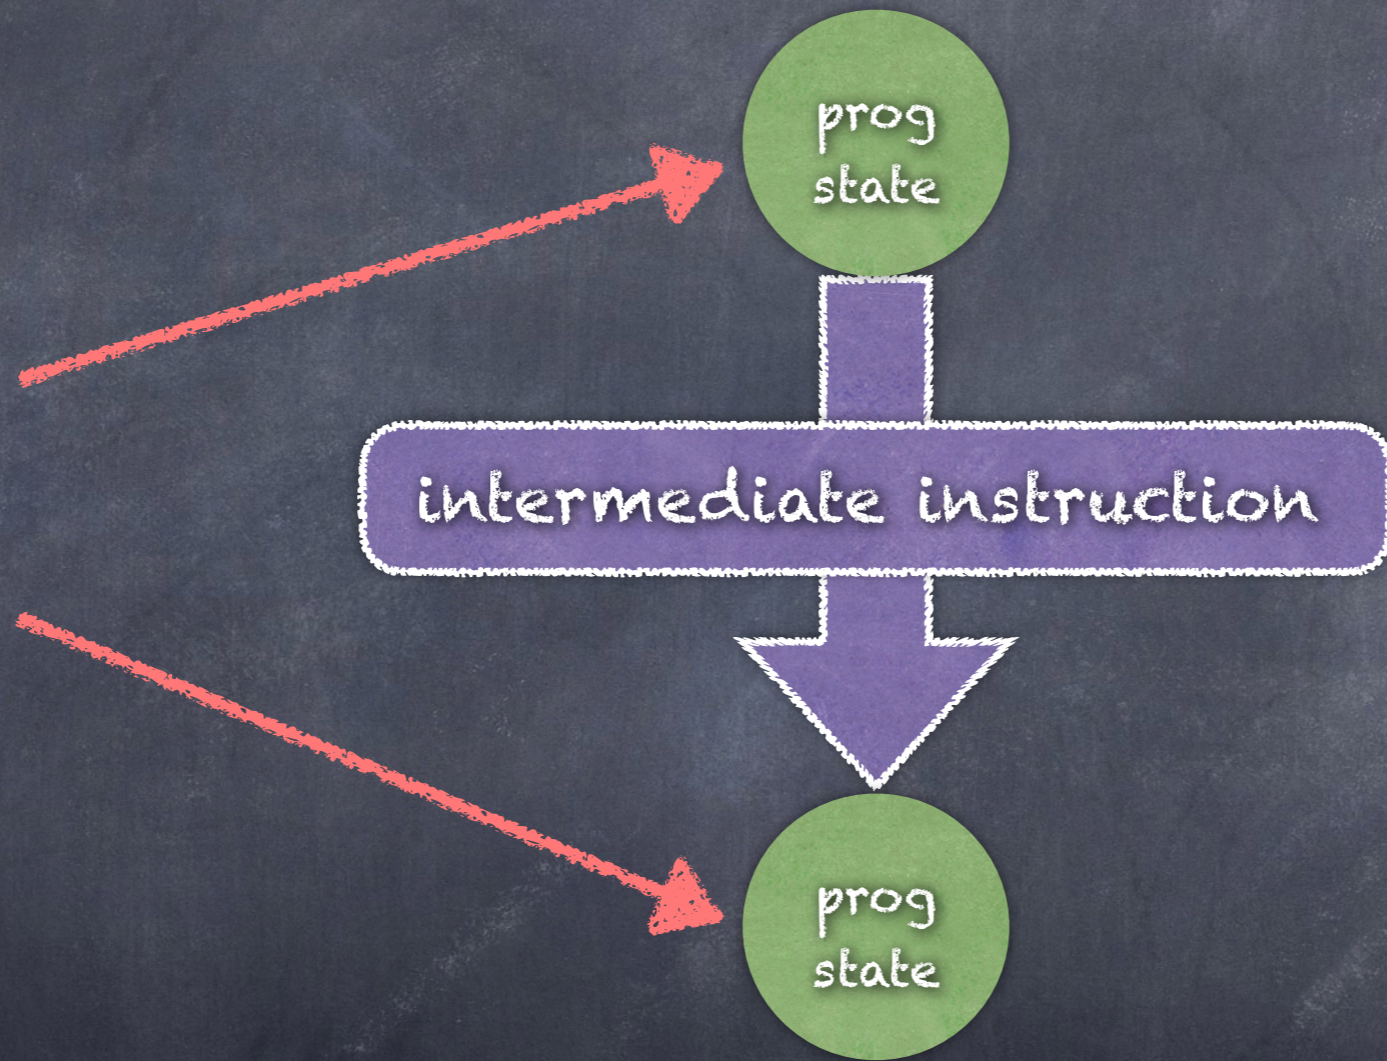 prog
state
intermediate instruction
prog
state